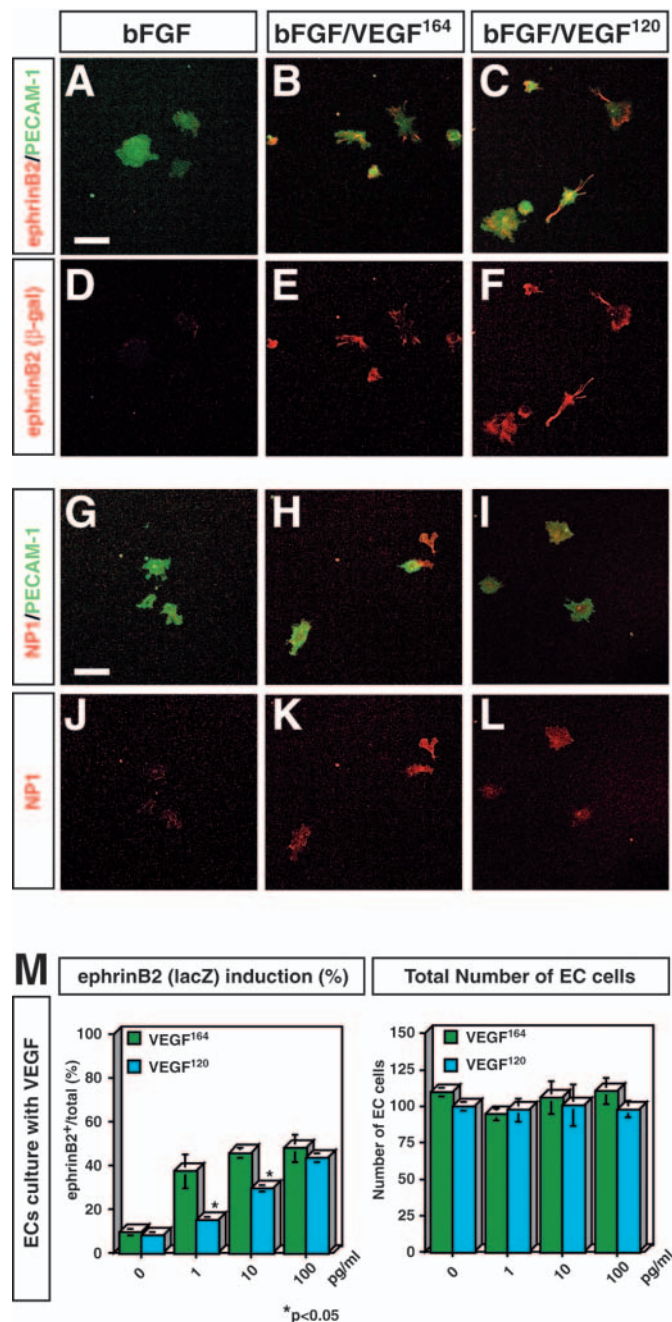 bFGF bFGF/VEGF¹⁶⁴ bFGF/VEGF¹²⁰
ephrinB2/PECAM-1
A B C
ephrinB2 (β-gal)
D E F
NP1/PECAM-1
G H I
NP1
J K L
M
ECs culture with VEGF
ephrinB2 (lacZ) induction (%)
ephrinB2⁺/total (%)
100
80
60
40
20
0
VEGF¹⁶⁴
VEGF¹²⁰
*
*
0 1 10 100 pg/ml
*p<0.05
Total Number of EC cells
Number of EC cells
150
125
100
75
50
25
0
VEGF¹⁶⁴
VEGF¹²⁰
0 1 10 100 pg/ml